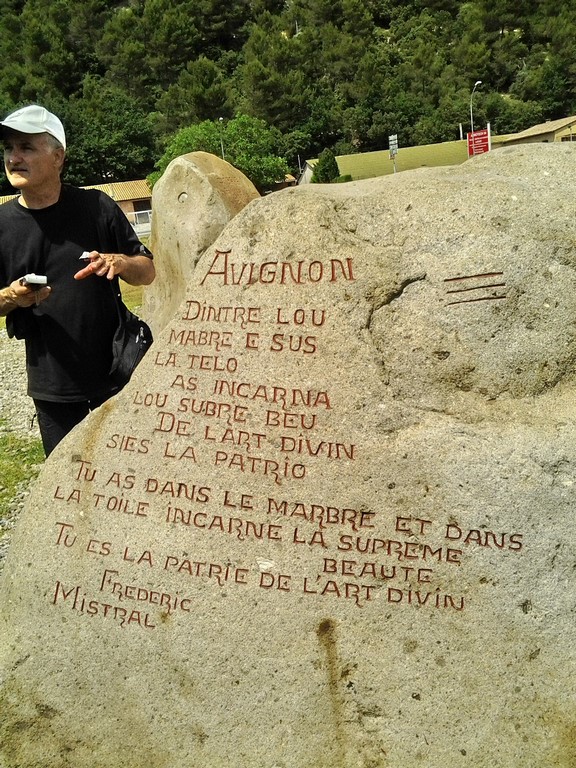 AVIGNON
DINTRE LOU
MABRE E SUS
LA TELO
AS INCARNA
LOU SUBRE BEU
DE L'ART DIVIN
SIES LA PATRIO
TU AS DANS LE MARBRE ET DANS
LA TOILE INCARNE LA SUPREME
BEAUTE
TU ES LA PATRIE DE L'ART DIVIN
FREDERIC
MISTRAL